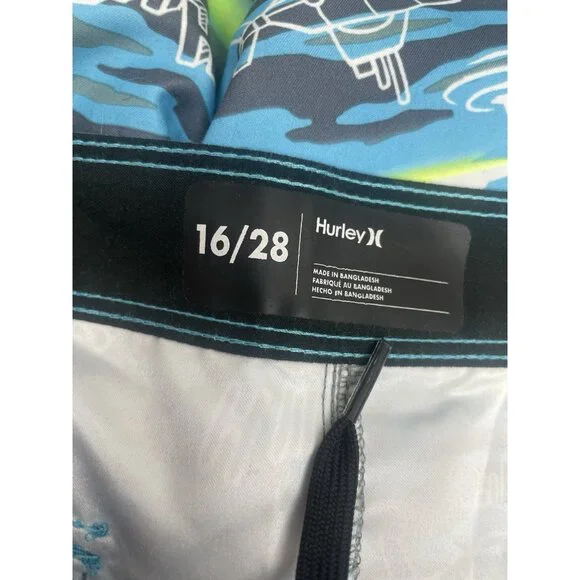 16/28
Hurley
MADE IN BANGLADESH
FABRIQUÉ AU BANGLADESH
HECHO EN BANGLADESH